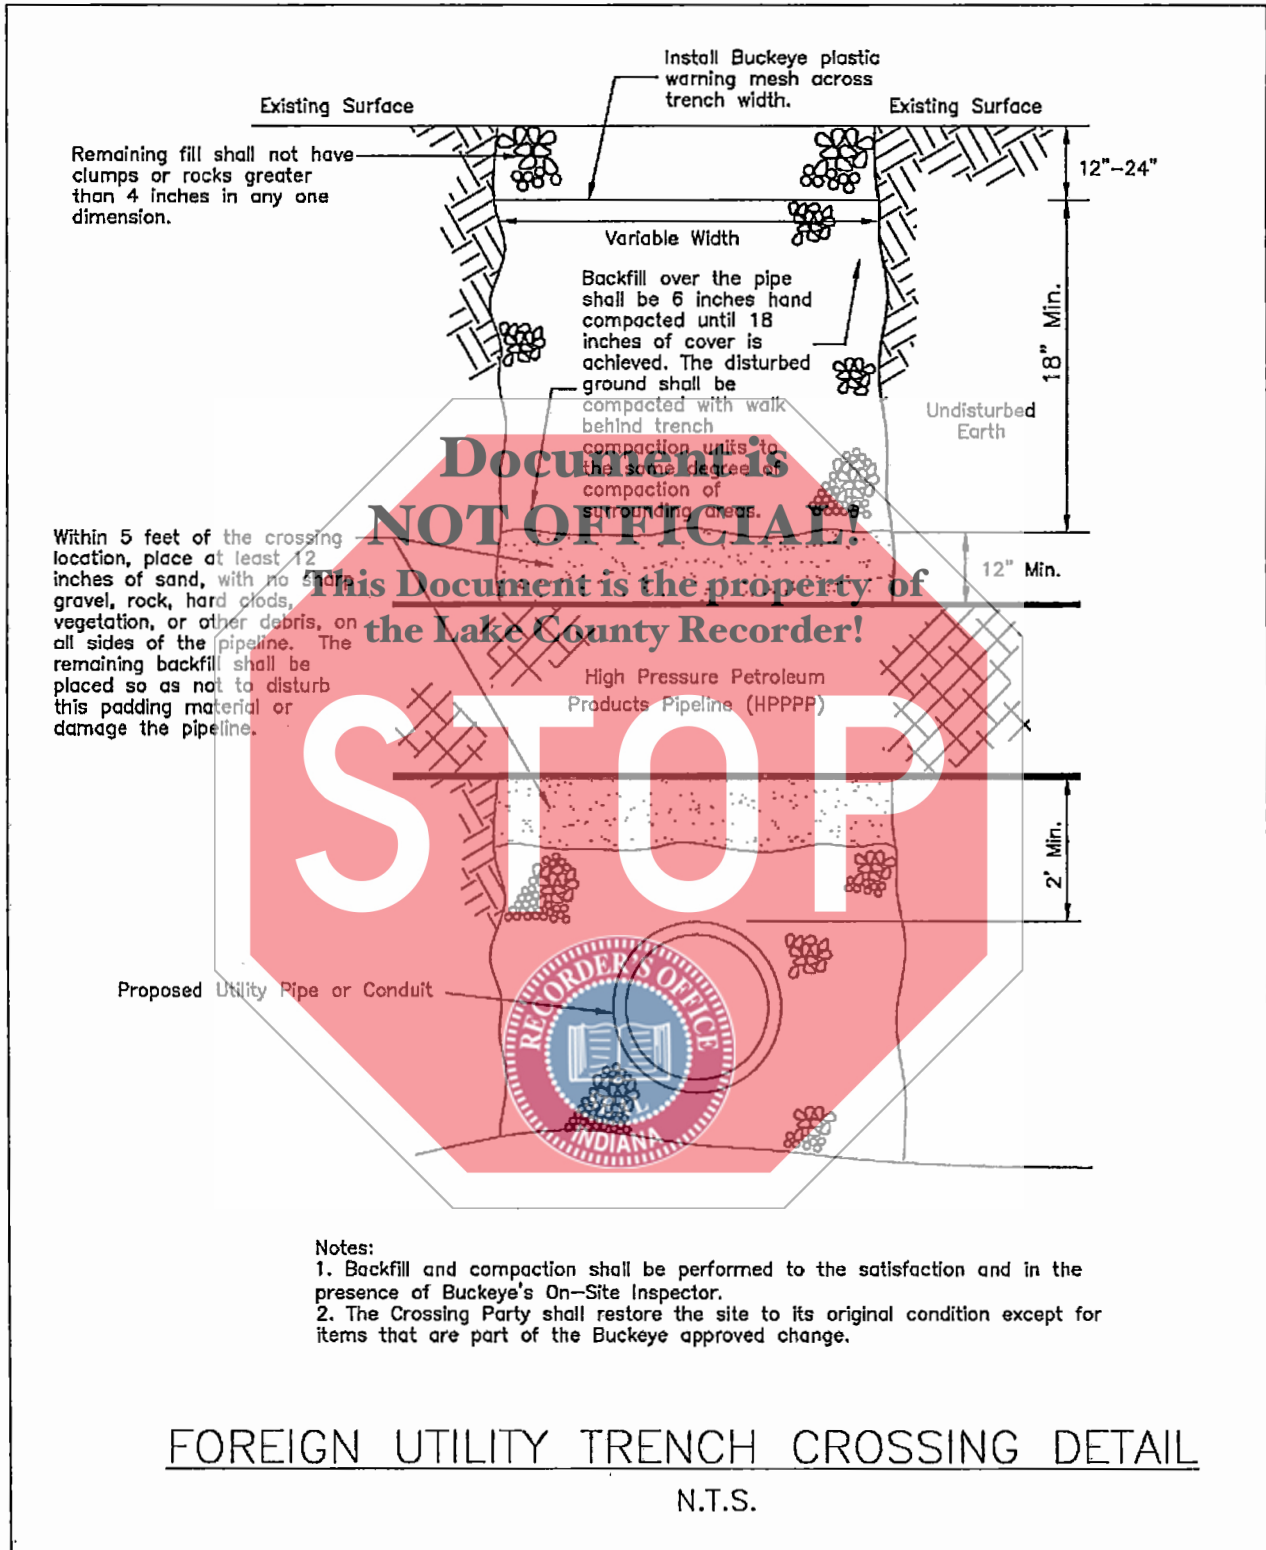 Install Buckeye plastic
warning mesh across
trench width.
Existing Surface
Existing Surface
Remaining fill shall not have
clumps or rocks greater
than 4 inches in any one
dimension.
12"-24"
Variable Width
Backfill over the pipe
shall be 6 inches hand
compacted until 18
inches of cover is
achieved. The disturbed
ground shall be
compacted with walk
behind trench
compaction units to
the same degree of
compaction of
surrounding areas.
18" Min.
Undisturbed
Earth
Document is
NOT OFFICIAL!
This Document is the property of
the Lake County Recorder!
STOP
Within 5 feet of the crossing
location, place at least 12
inches of sand, with no sharp
gravel, rock, hard clods,
vegetation, or other debris, on
all sides of the pipeline. The
remaining backfill shall be
placed so as not to disturb
this padding material or
damage the pipeline.
12" Min.
High Pressure Petroleum
Products Pipeline (HPPPP)
2' Min.
Proposed Utility Pipe or Conduit
RECORDER'S OFFICE
INDIANA
Notes:
1. Backfill and compaction shall be performed to the satisfaction and in the
presence of Buckeye's On-Site Inspector.
2. The Crossing Party shall restore the site to its original condition except for
items that are part of the Buckeye approved change.
FOREIGN UTILITY TRENCH CROSSING DETAIL
N.T.S.